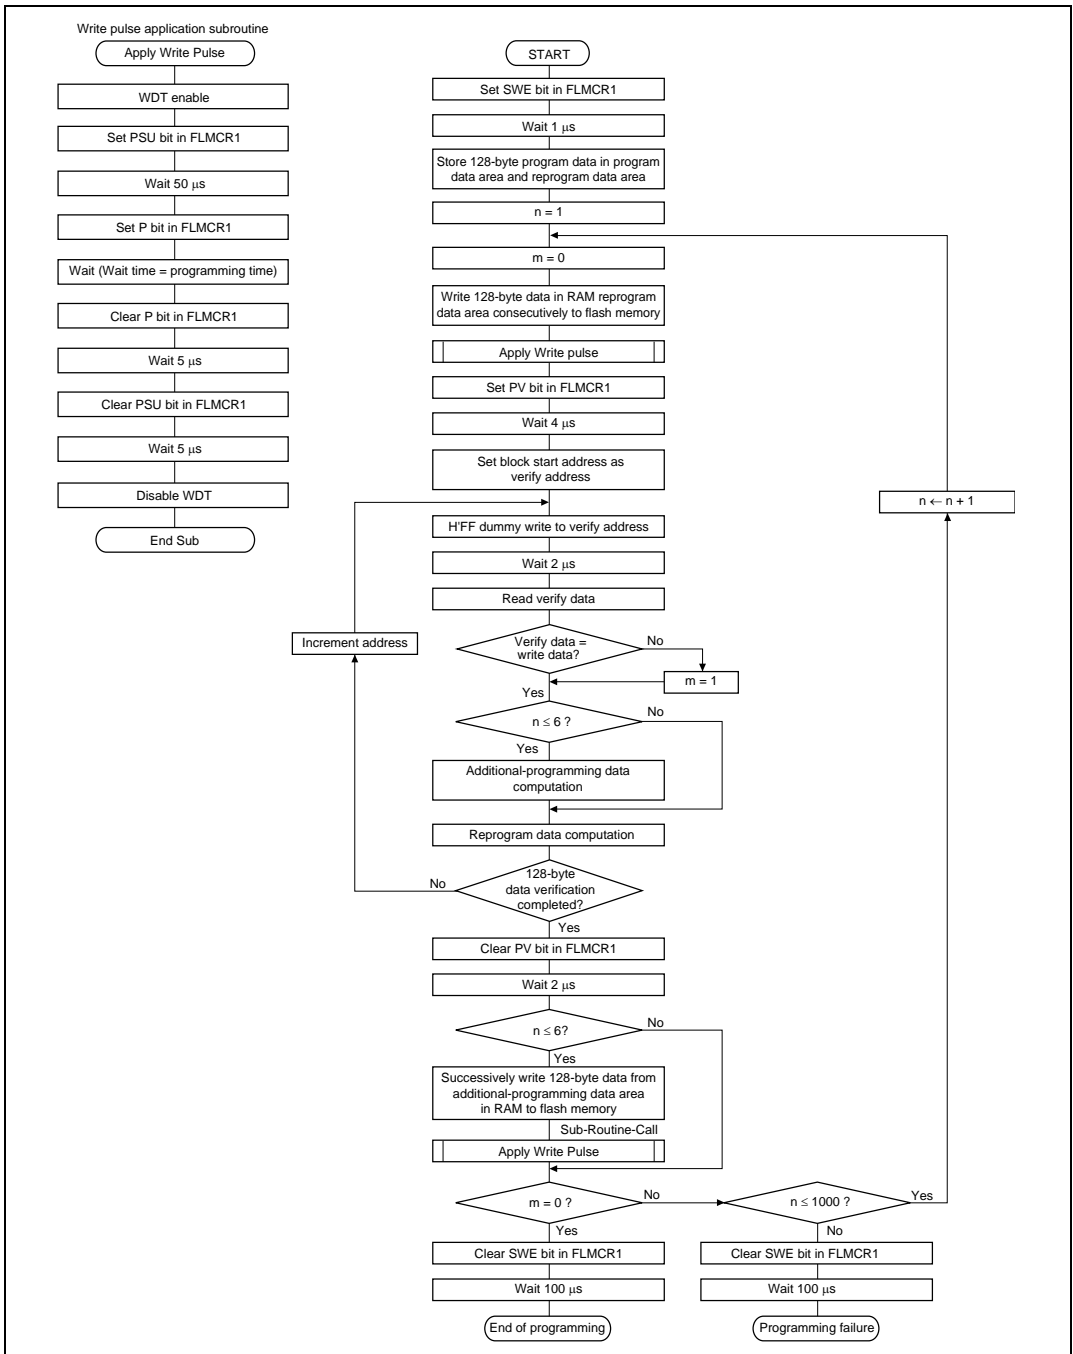 Write pulse application subroutine
Apply Write Pulse
WDT enable
Set PSU bit in FLMCR1
Wait 50 μs
Set P bit in FLMCR1
Wait (Wait time = programming time)
Clear P bit in FLMCR1
Wait 5 μs
Clear PSU bit in FLMCR1
Wait 5 μs
Disable WDT
End Sub
START
Set SWE bit in FLMCR1
Wait 1 μs
Store 128-byte program data in program
data area and reprogram data area
n = 1
m = 0
Write 128-byte data in RAM reprogram
data area consecutively to flash memory
Apply Write pulse
Set PV bit in FLMCR1
Wait 4 μs
Set block start address as
verify address
n ← n + 1
H'FF dummy write to verify address
Wait 2 μs
Read verify data
Increment address
Verify data =
write data?
No
m = 1
Yes
n ≤ 6 ?
No
Yes
Additional-programming data
computation
Reprogram data computation
128-byte
data verification
completed?
No
Yes
Clear PV bit in FLMCR1
Wait 2 μs
n ≤ 6?
No
Yes
Successively write 128-byte data from
additional-programming data area
in RAM to flash memory
Sub-Routine-Call
Apply Write Pulse
m = 0 ?
No
n ≤ 1000 ?
Yes
Yes
No
Clear SWE bit in FLMCR1
Clear SWE bit in FLMCR1
Wait 100 μs
Wait 100 μs
End of programming
Programming failure